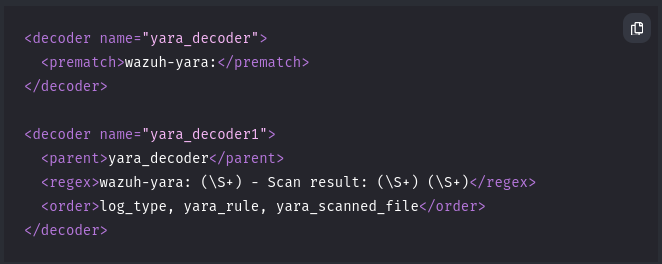 <decoder name="yara_decoder">
  <prematch>wazuh-yara:</prematch>
</decoder>

<decoder name="yara_decoder1">
  <parent>yara_decoder</parent>
  <regex>wazuh-yara: (\S+) - Scan result: (\S+) (\S+)</regex>
  <order>log_type, yara_rule, yara_scanned_file</order>
</decoder>